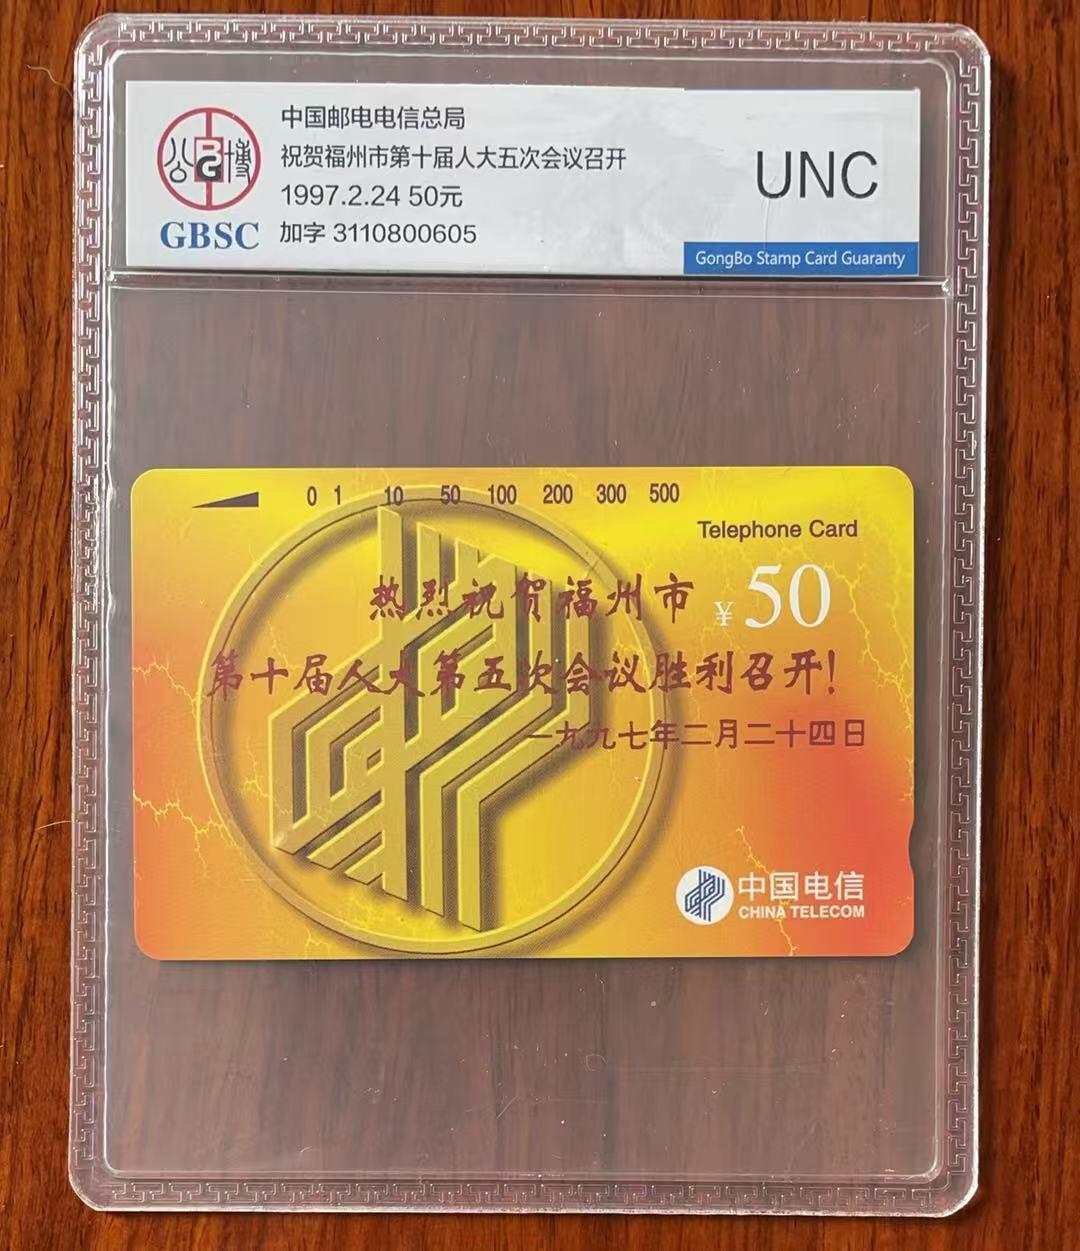 中国邮电电信总局
祝贺福州市第十届人大五次会议召开
1997.2.24 50元
加字 3110800605
公博
BG
GBSC
UNC
GongBo Stamp Card Guaranty
0 1 10 50 100 200 300 500
Telephone Card
热烈祝贺福州市
¥50
第十届人大第五次会议胜利召开!
一九九七年二月二十四日
中国电信
CHINA TELECOM